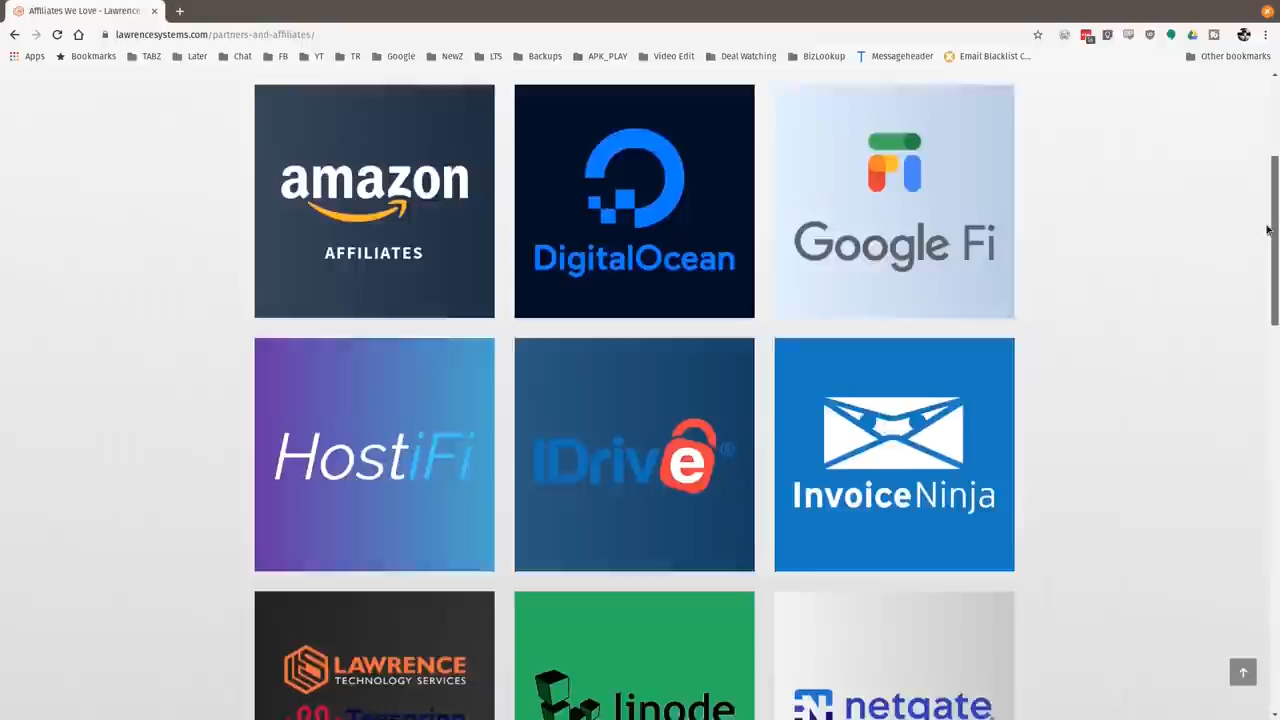 Affiliates We Love - Lawrence
lawrencesystems.com/partners-and-affiliates/
Apps
Bookmarks
TABZ
Later
Chat
FB
YT
TR
Google
NewZ
LTS
Backups
APK_PLAY
Video Edit
Deal Watching
BizLookup
Messageheader
Email Blacklist C...
Other bookmarks
amazon
AFFILIATES
DigitalOcean
Google Fi
HostiFi
IDrive®
InvoiceNinja
LAWRENCE
TECHNOLOGY SERVICES
linode
netgate